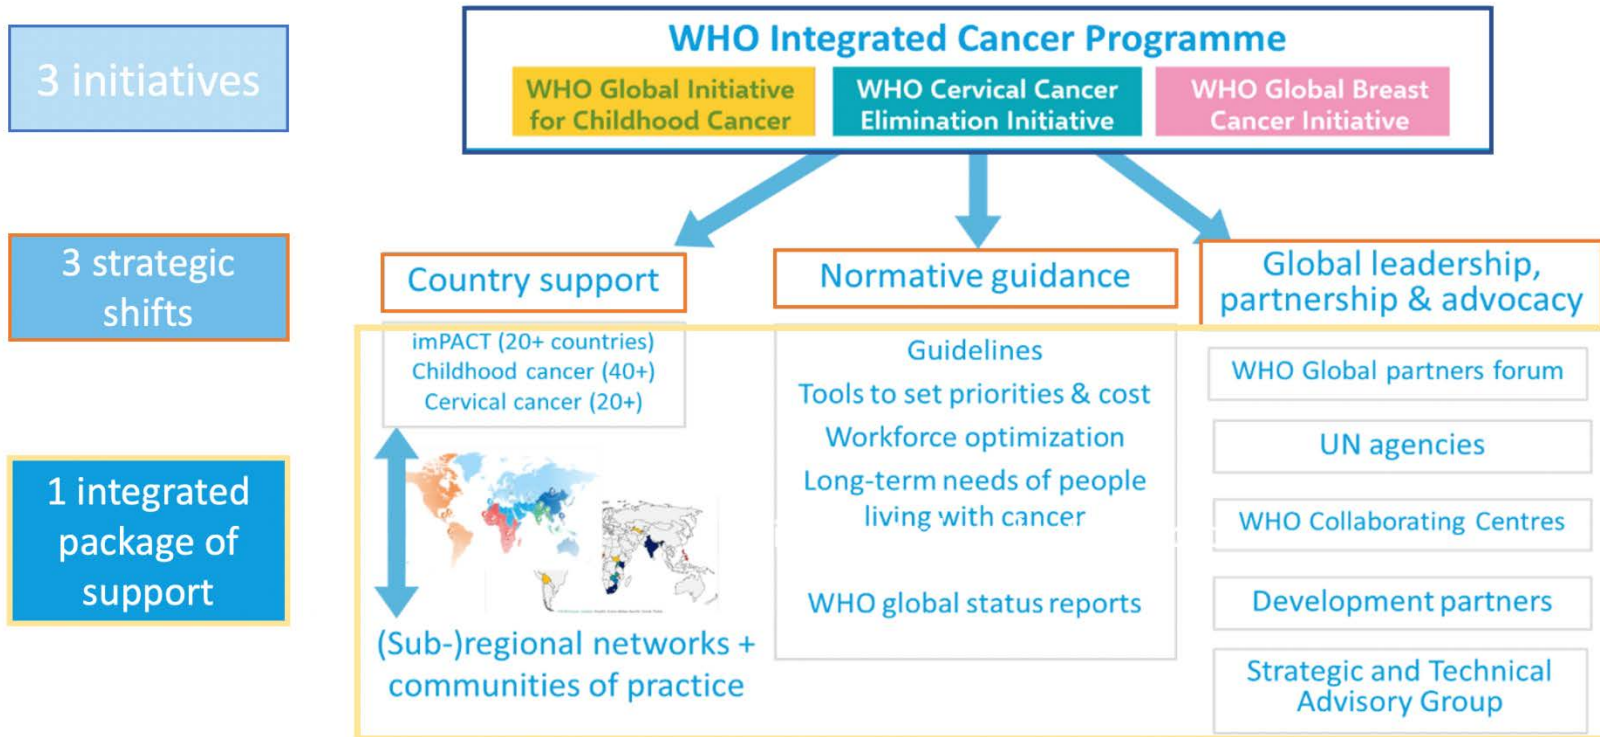 3 initiatives
WHO Integrated Cancer Programme
WHO Global Initiative
for Childhood Cancer
WHO Cervical Cancer
Elimination Initiative
WHO Global Breast
Cancer Initiative
3 strategic
shifts
Country support
Normative guidance
Global leadership,
partnership & advocacy
1 integrated
package of
support
imPACT (20+ countries)
Childhood cancer (40+)
Cervical cancer (20+)
(Sub-)regional networks +
communities of practice
Guidelines
Tools to set priorities & cost
Workforce optimization
Long-term needs of people
living with cancer
WHO global status reports
WHO Global partners forum
UN agencies
WHO Collaborating Centres
Development partners
Strategic and Technical
Advisory Group